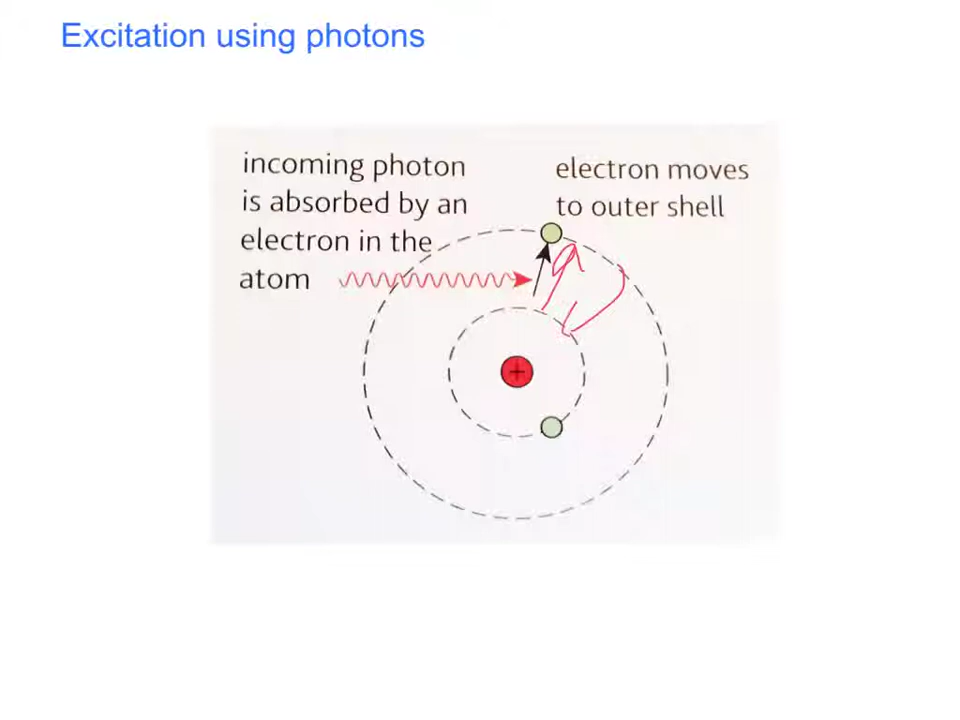 Excitation using photons
incoming photon
is absorbed by an
electron in the
atom
electron moves
to outer shell
+